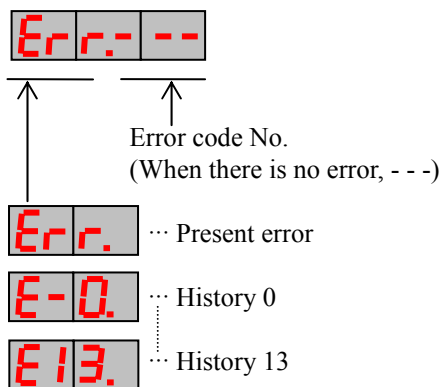 Err.- - -
Error code No.
(When there is no error, - - -)
Err. ··· Present error
E-0. ··· History 0
E13. ··· History 13